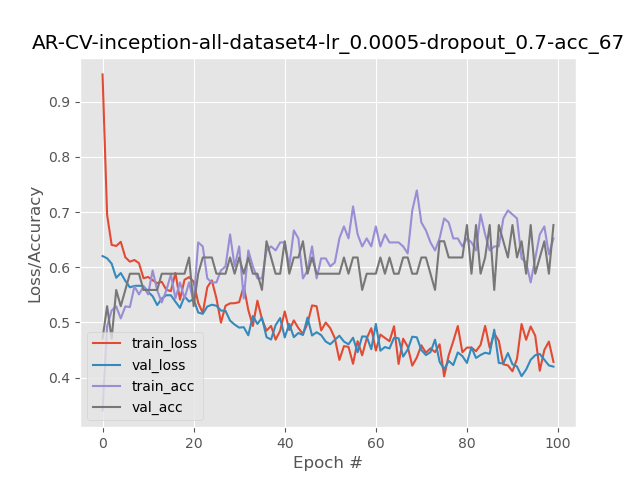 AR-CV-inception-all-dataset4-lr_0.0005-dropout_0.7-acc_67
Loss/Accuracy
0.9
0.8
0.7
0.6
0.5
0.4
train_loss
val_loss
train_acc
val_acc
0 20 40 60 80 100
Epoch #